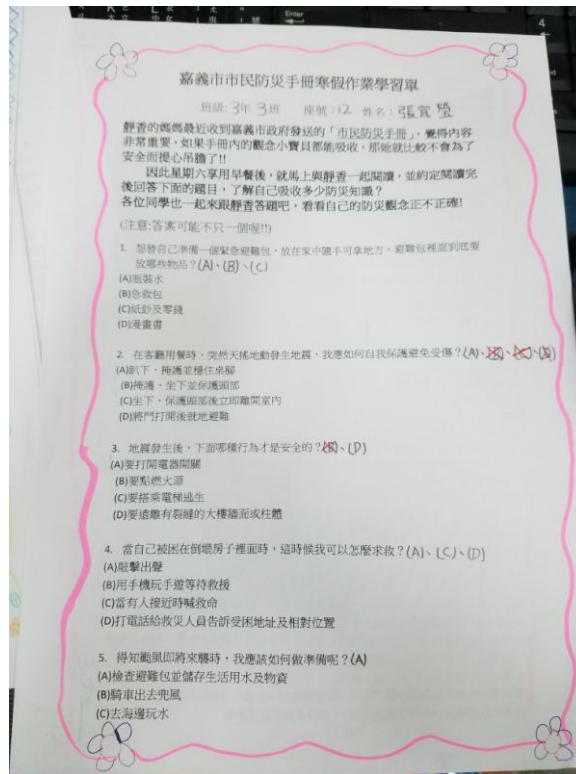 嘉義市市民防災手冊寒假作業學習單
班級:3年3班 座號:12 姓名:張宜瑩
靜香的媽媽最近收到嘉義市政府發送的「市民防災手冊」,覺得內容
非常重要,如果手冊內的觀念小寶貝都能吸收,那她就比較不會為了
安全而提心吊膽了!!
因此星期六享用早餐後,就馬上與靜香一起閱讀,並約定閱讀完
後回答下面的題目,了解自己吸收多少防災知識?
各位同學也一起來跟靜香答題吧,看看自己的防災觀念正不正確!
(注意:答案可能不只一個喔!!)
1. 想替自己準備一個緊急避難包,放在家中隨手可拿地方,避難包裡面到底要
放哪些物品?(A)、(B)、(C)
(A)瓶裝水
(B)急救包
(C)紙鈔及零錢
(D)漫畫書
2. 在客廳用餐時,突然天搖地動發生地震,我應如何自我保護避免受傷?(A)、(B)、(C)、(D)
(A)趴下、掩護並穩住桌腳
(B)掩護、坐下並保護頭部
(C)坐下、保護頭部後立即離開室內
(D)將門打開後就地避難
3. 地震發生後,下面哪種行為才是安全的?(B)、(D)
(A)要打開電器開關
(B)要點燃火源
(C)要搭乘電梯逃生
(D)要遠離有裂縫的大樓牆面或柱體
4. 當自己被困在倒塌房子裡面時,這時候我可以怎麼求救?(A)、(C)、(D)
(A)敲擊出聲
(B)用手機玩手遊等待救援
(C)當有人接近時喊救命
(D)打電話給救災人員告訴受困地址及相對位置
5. 得知颱風即將來襲時,我應該如何做準備呢?(A)
(A)檢查避難包並儲存生活用水及物資
(B)騎車出去兜風
(C)去海邊玩水